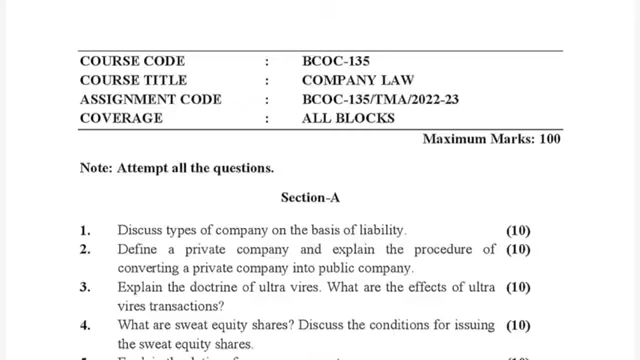 COURSE CODE : BCOC-135
COURSE TITLE : COMPANY LAW
ASSIGNMENT CODE : BCOC-135/TMA/2022-23
COVERAGE : ALL BLOCKS
Maximum Marks: 100
Note: Attempt all the questions.
Section-A
1. Discuss types of company on the basis of liability. (10)
2. Define a private company and explain the procedure of (10)
converting a private company into public company.
3. Explain the doctrine of ultra vires. What are the effects of ultra (10)
vires transactions?
4. What are sweat equity shares? Discuss the conditions for issuing (10)
the sweat equity shares.